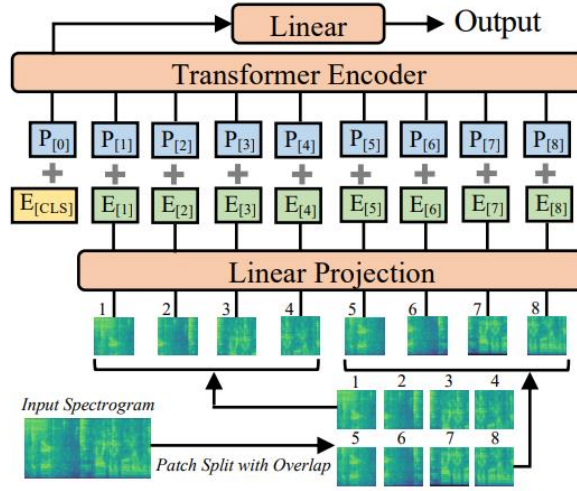 Linear Output
Transformer Encoder
P[0] P[1] P[2] P[3] P[4] P[5] P[6] P[7] P[8]
+ + + + + + + + +
E[CLS] E[1] E[2] E[3] E[4] E[5] E[6] E[7] E[8]
Linear Projection
1 2 3 4 5 6 7 8
1 2 3 4
Input Spectrogram
5 6 7 8
Patch Split with Overlap